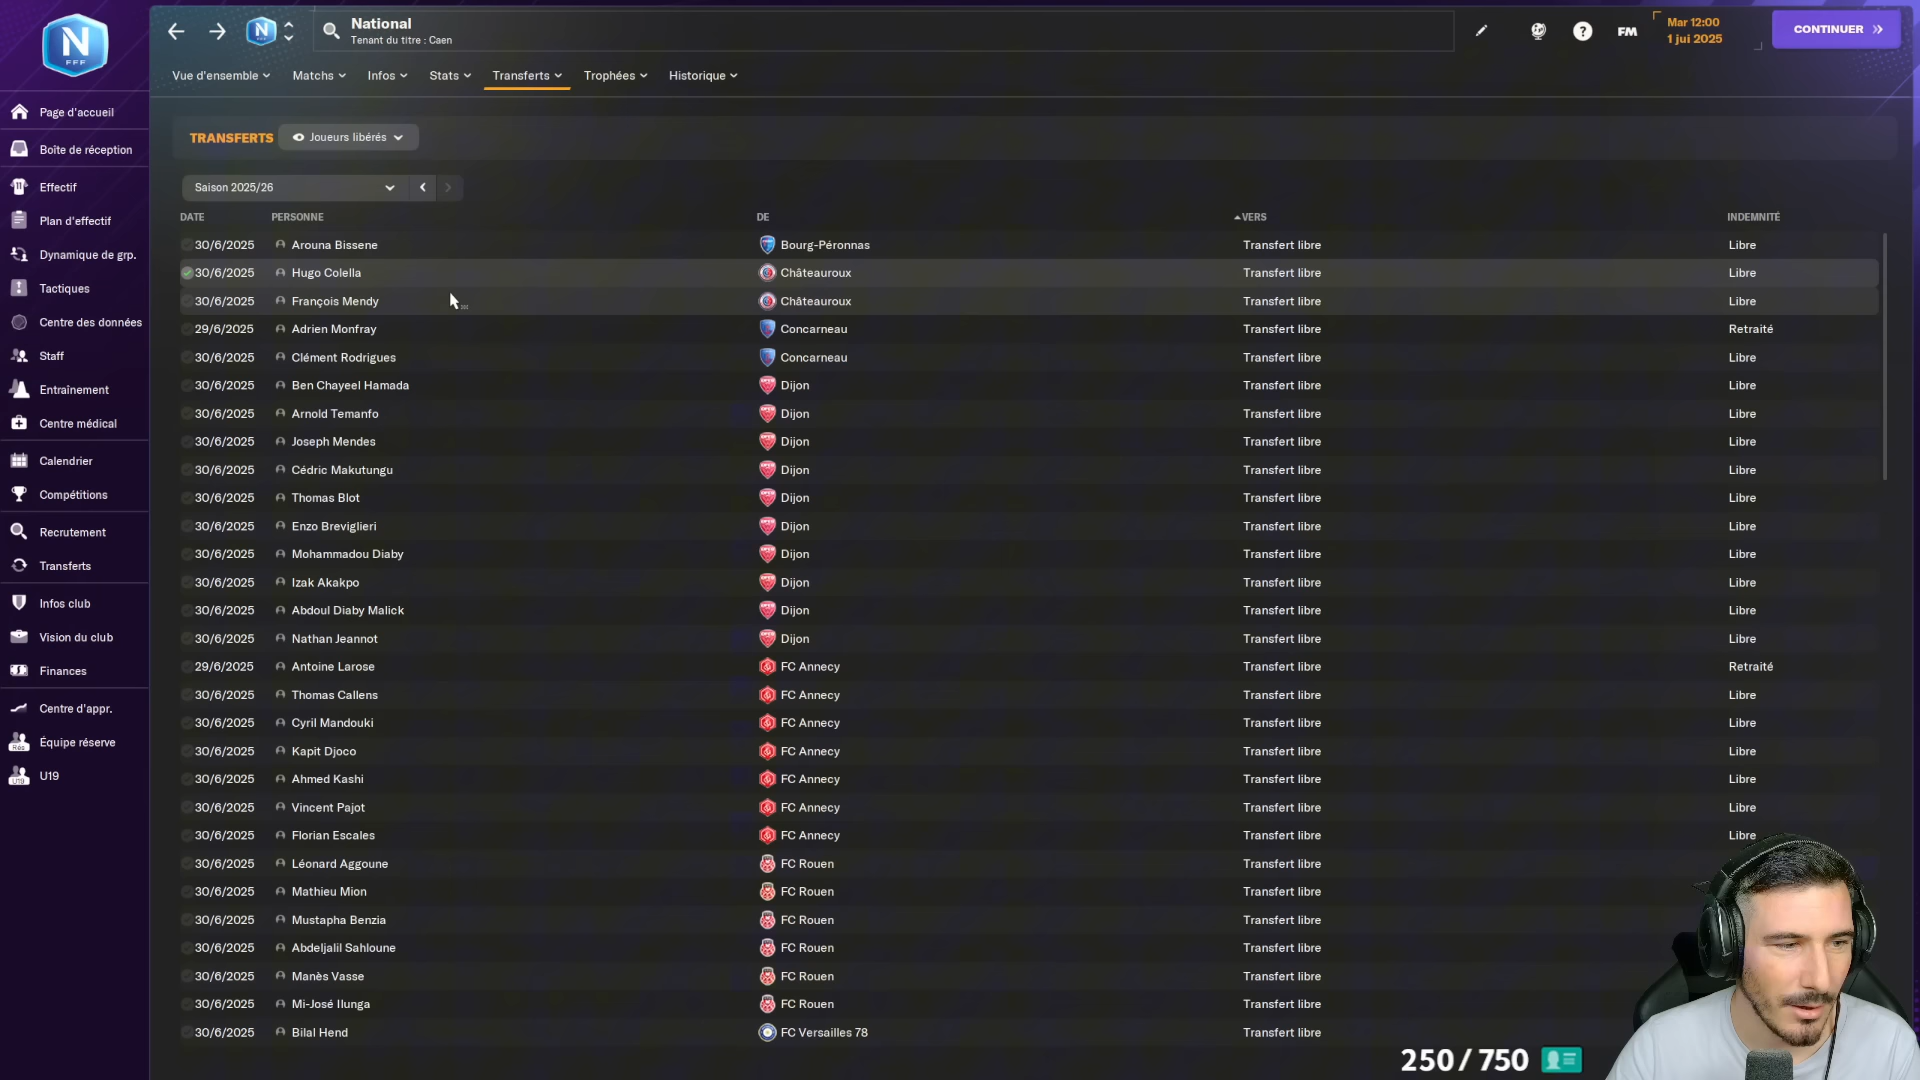 N
FFF
National
Tenant du titre : Caen
FM
Mar 12:00
1 jui 2025
CONTINUER
Vue d'ensemble
Matchs
Infos
Stats
Transferts
Trophées
Historique
Page d'accueil
Boîte de réception
Effectif
Plan d'effectif
Dynamique de grp.
Tactiques
Centre des données
Staff
Entraînement
Centre médical
Calendrier
Compétitions
Recrutement
Transferts
Infos club
Vision du club
Finances
Centre d'appr.
Équipe réserve
U19
TRANSFERTS Joueurs libérés
Saison 2025/26
DATE PERSONNE DE VERS INDEMNITÉ
30/6/2025 Arouna Bissene Bourg-Péronnas Transfert libre Libre
30/6/2025 Hugo Colella Châteauroux Transfert libre Libre
30/6/2025 François Mendy Châteauroux Transfert libre Libre
29/6/2025 Adrien Monfray Concarneau Transfert libre Retraité
30/6/2025 Clément Rodrigues Concarneau Transfert libre Libre
30/6/2025 Ben Chayeel Hamada Dijon Transfert libre Libre
30/6/2025 Arnold Temanfo Dijon Transfert libre Libre
30/6/2025 Joseph Mendes Dijon Transfert libre Libre
30/6/2025 Cédric Makutungu Dijon Transfert libre Libre
30/6/2025 Thomas Blot Dijon Transfert libre Libre
30/6/2025 Enzo Breviglieri Dijon Transfert libre Libre
30/6/2025 Mohammadou Diaby Dijon Transfert libre Libre
30/6/2025 Izak Akakpo Dijon Transfert libre Libre
30/6/2025 Abdoul Diaby Malick Dijon Transfert libre Libre
30/6/2025 Nathan Jeannot Dijon Transfert libre Libre
29/6/2025 Antoine Larose FC Annecy Transfert libre Retraité
30/6/2025 Thomas Callens FC Annecy Transfert libre Libre
30/6/2025 Cyril Mandouki FC Annecy Transfert libre Libre
30/6/2025 Kapit Djoco FC Annecy Transfert libre Libre
30/6/2025 Ahmed Kashi FC Annecy Transfert libre Libre
30/6/2025 Vincent Pajot FC Annecy Transfert libre Libre
30/6/2025 Florian Escales FC Annecy Transfert libre Libre
30/6/2025 Léonard Aggoune FC Rouen Transfert libre
30/6/2025 Mathieu Mion FC Rouen Transfert libre
30/6/2025 Mustapha Benzia FC Rouen Transfert libre
30/6/2025 Abdeljalil Sahloune FC Rouen Transfert libre
30/6/2025 Manès Vasse FC Rouen Transfert libre
30/6/2025 Mi-José Ilunga FC Rouen Transfert libre
30/6/2025 Bilal Hend FC Versailles 78 Transfert libre
250/750